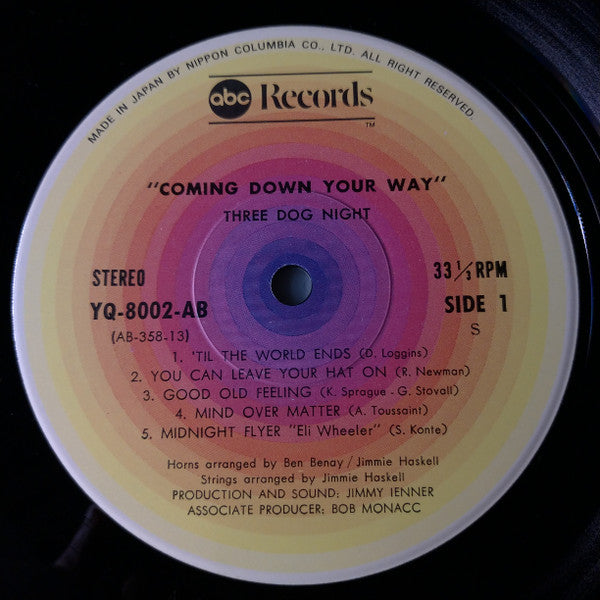 MADE IN JAPAN BY NIPPON COLUMBIA CO., LTD. ALL RIGHT RESERVED.
abc Records
TM
"COMING DOWN YOUR WAY"
THREE DOG NIGHT
STEREO 33 1/3 RPM
YQ-8002-AB SIDE 1
(AB-358-13) S
1. 'TIL THE WORLD ENDS (D. Loggins)
2. YOU CAN LEAVE YOUR HAT ON (R. Newman)
3. GOOD OLD FEELING (K. Sprague - G. Stovall)
4. MIND OVER MATTER (A. Toussaint)
5. MIDNIGHT FLYER "Eli Wheeler" (S. Konte)
Horns arranged by Ben Benay / Jimmie Haskell
Strings arranged by Jimmie Haskell
PRODUCTION AND SOUND: JIMMY IENNER
ASSOCIATE PRODUCER: BOB MONACC